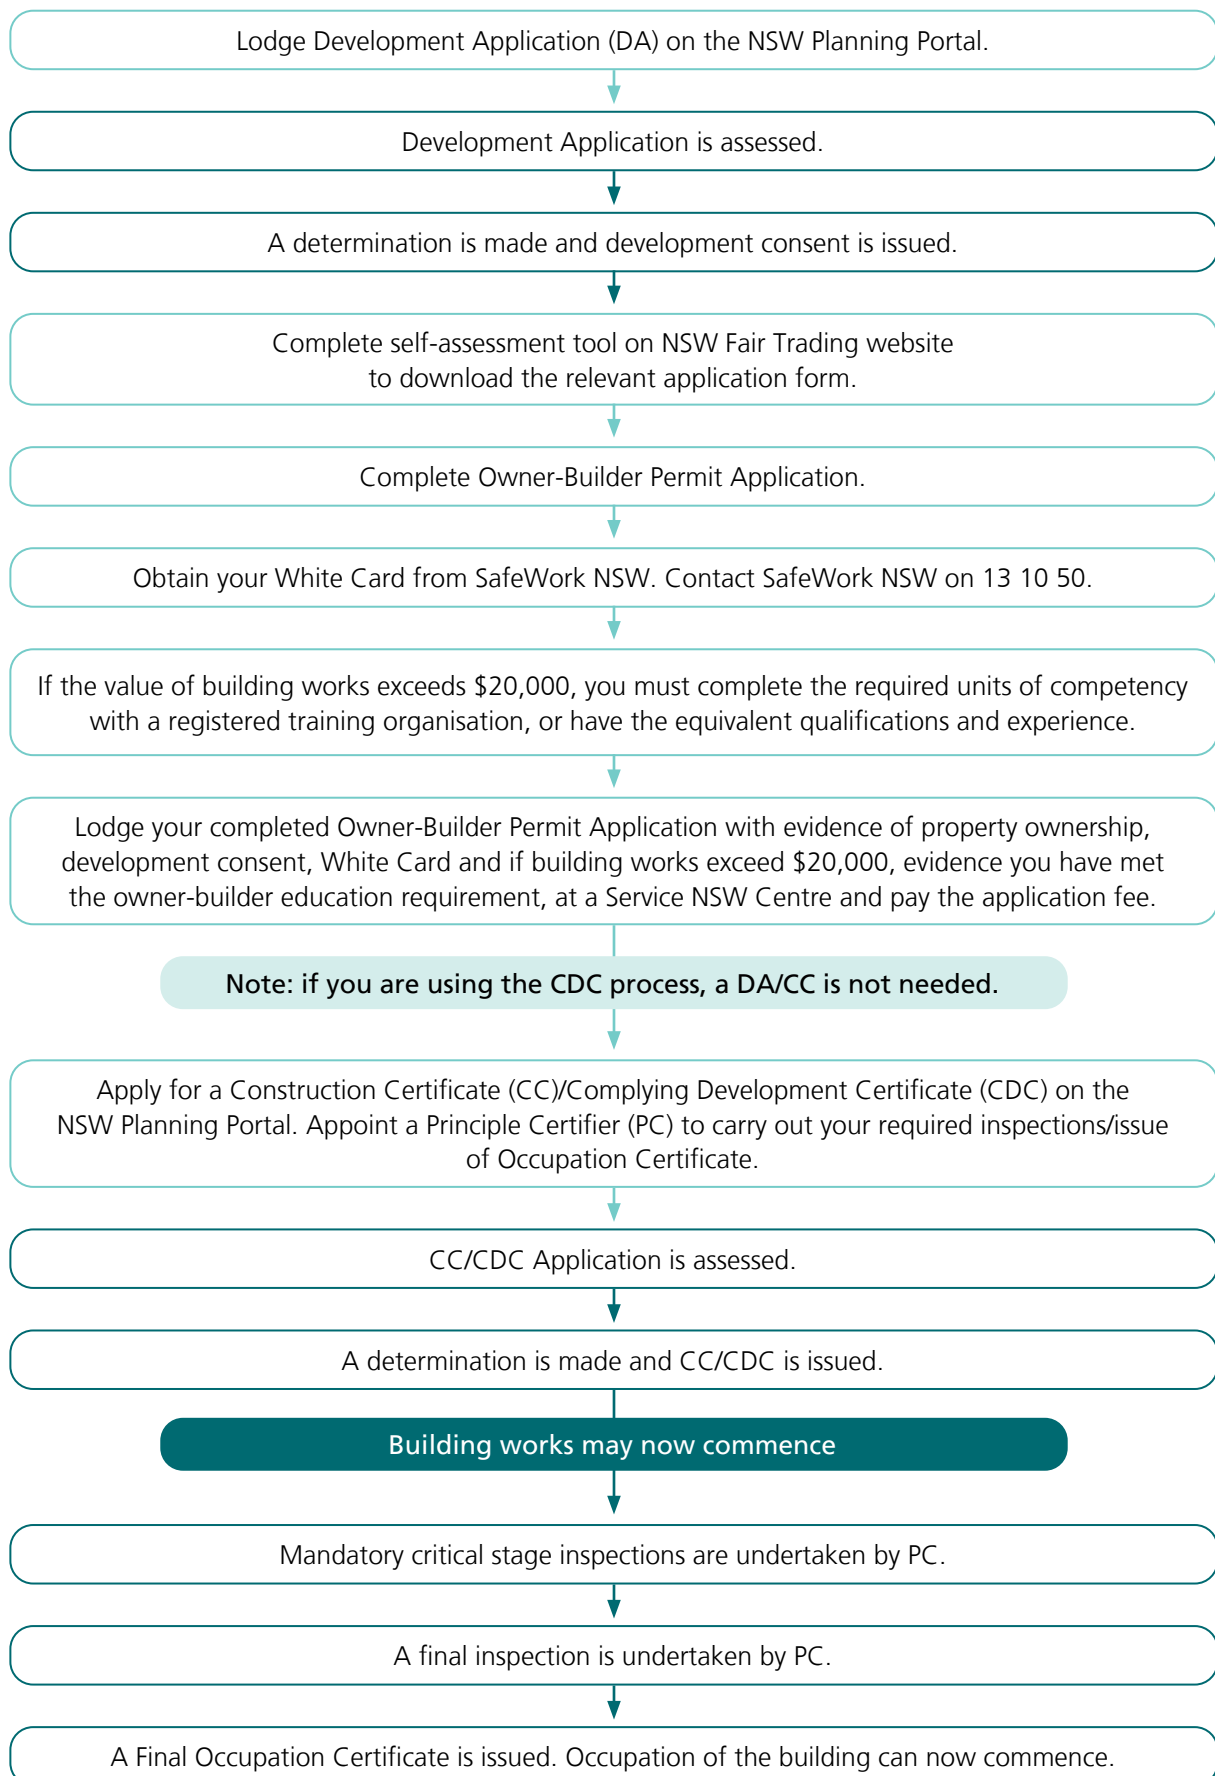 Lodge Development Application (DA) on the NSW Planning Portal.
Development Application is assessed.
A determination is made and development consent is issued.
Complete self-assessment tool on NSW Fair Trading website
to download the relevant application form.
Complete Owner-Builder Permit Application.
Obtain your White Card from SafeWork NSW. Contact SafeWork NSW on 13 10 50.
If the value of building works exceeds $20,000, you must complete the required units of competency
with a registered training organisation, or have the equivalent qualifications and experience.
Lodge your completed Owner-Builder Permit Application with evidence of property ownership,
development consent, White Card and if building works exceed $20,000, evidence you have met
the owner-builder education requirement, at a Service NSW Centre and pay the application fee.
Note: if you are using the CDC process, a DA/CC is not needed.
Apply for a Construction Certificate (CC)/Complying Development Certificate (CDC) on the
NSW Planning Portal. Appoint a Principle Certifier (PC) to carry out your required inspections/issue
of Occupation Certificate.
CC/CDC Application is assessed.
A determination is made and CC/CDC is issued.
Building works may now commence
Mandatory critical stage inspections are undertaken by PC.
A final inspection is undertaken by PC.
A Final Occupation Certificate is issued. Occupation of the building can now commence.